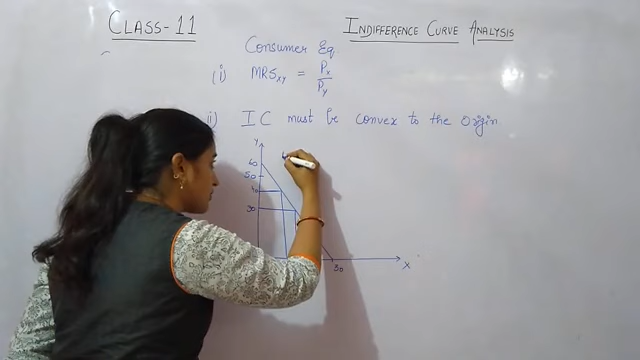 CLASS-11
INDIFFERENCE CURVE ANALYSIS
Consumer Eq.
(i) MRSxy = Px / Py
ii) IC must be convex to the Origin
Y
60
50
40
30
30
X